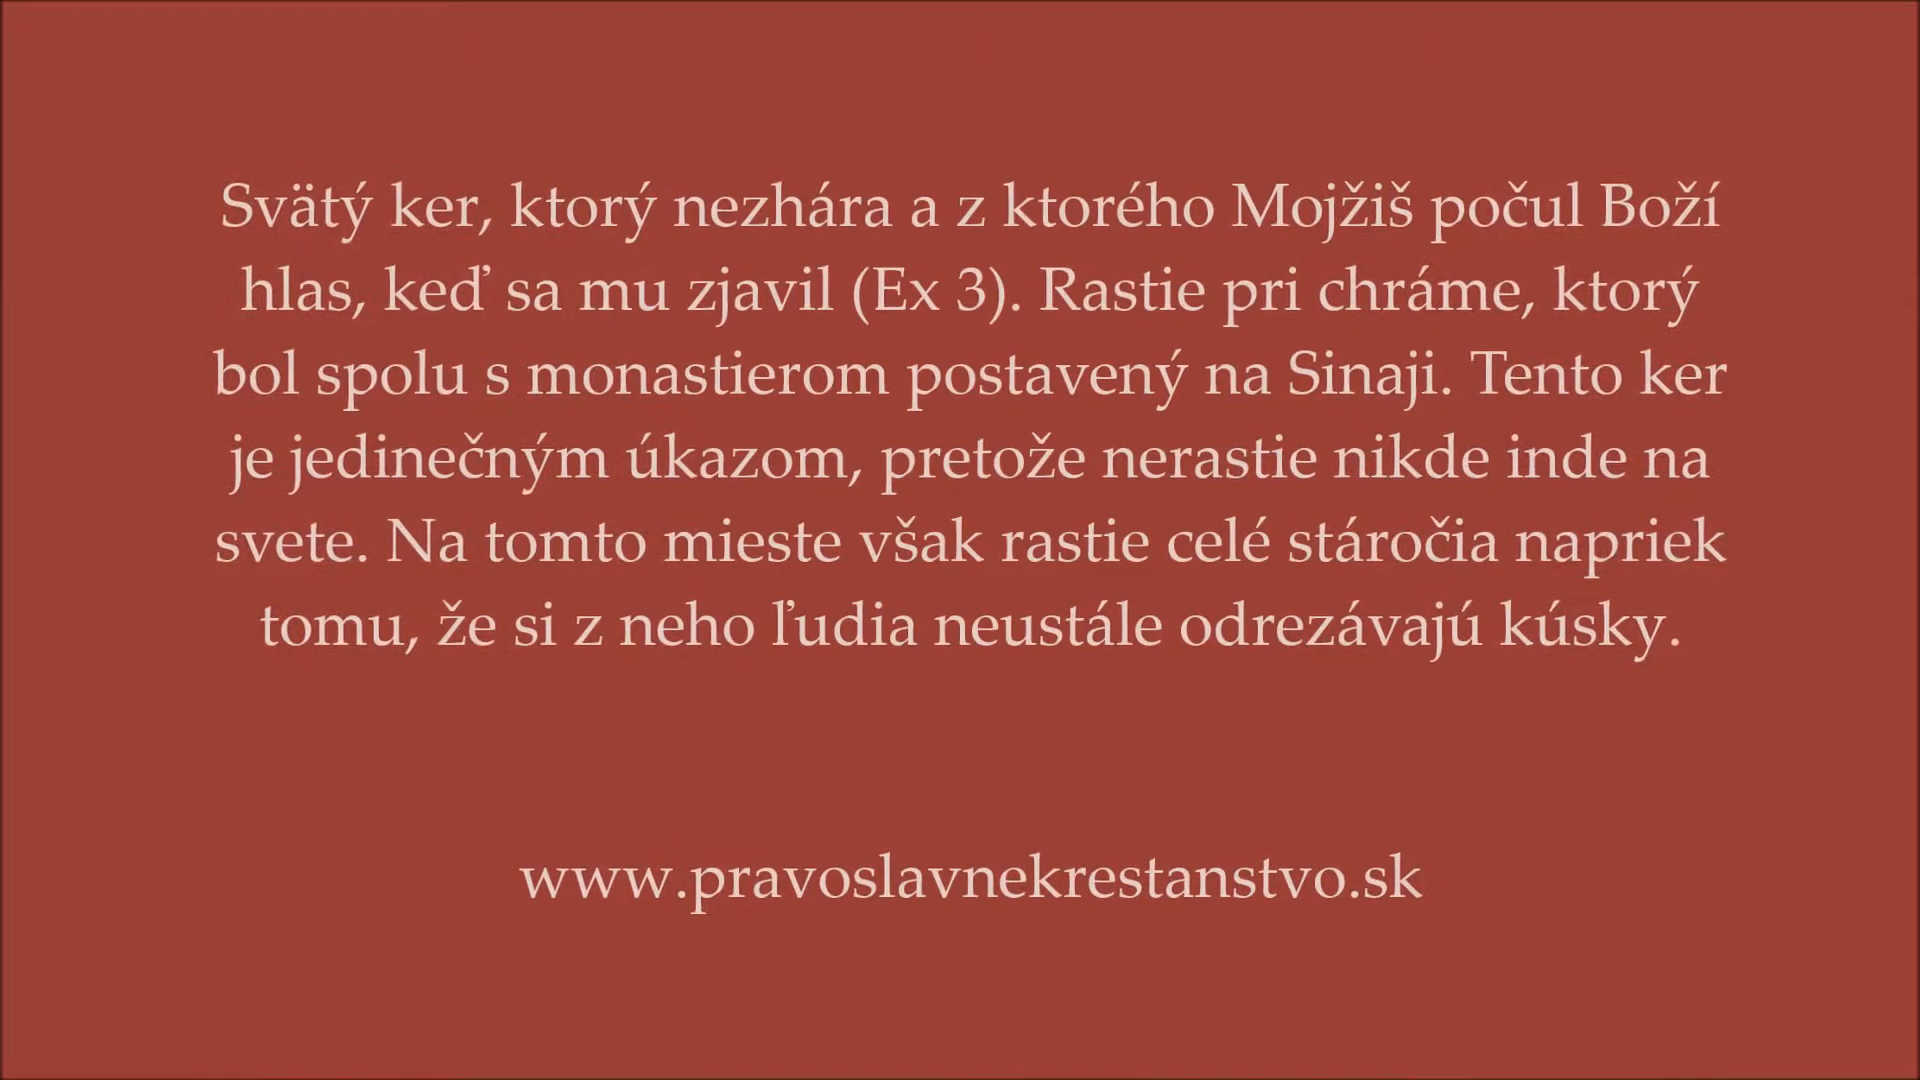 Svätý ker, ktorý nezhára a z ktorého Mojžiš počul Boží
hlas, keď sa mu zjavil (Ex 3). Rastie pri chráme, ktorý
bol spolu s monastierom postavený na Sinaji. Tento ker
je jedinečným úkazom, pretože nerastie nikde inde na
svete. Na tomto mieste však rastie celé stáročia napriek
tomu, že si z neho ľudia neustále odrezávajú kúsky.
www.pravoslavnekrestanstvo.sk